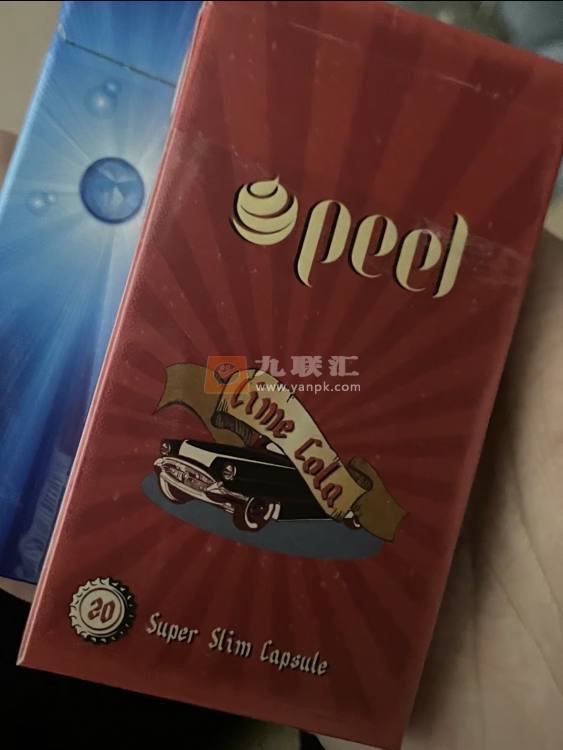 peel
九联汇
www.yanpk.com
Lime Cola
20
Super Slim Capsule